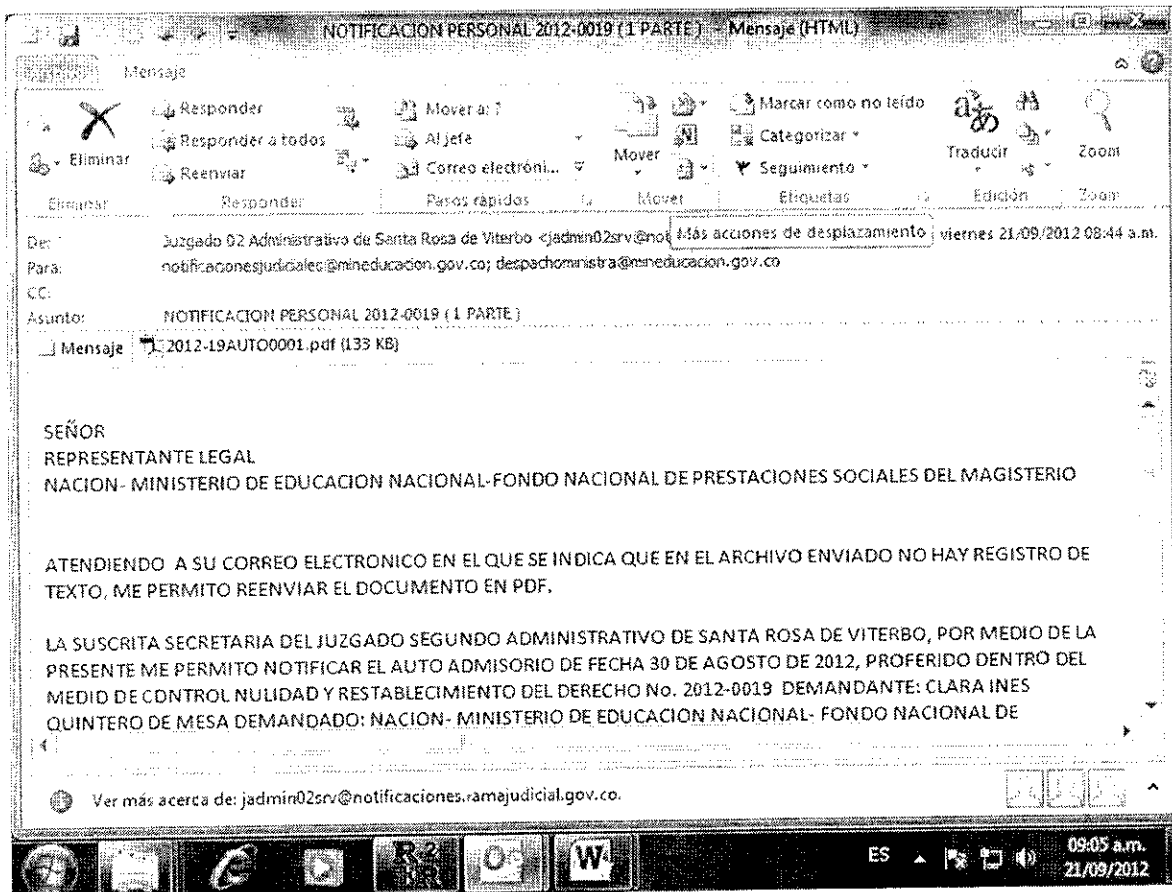 NOTIFICACION PERSONAL 2012-0019 (1 PARTE) - Mensaje (HTML)
Mensaje
Eliminar
Responder
Responder a todos
Reenviar
Mover a: ?
Al jefe
Correo electróni...
Mover
Marcar como no leído
Categorizar
Seguimiento
Traducir
Zoom
Eliminar Responder Pasos rápidos Mover Etiquetas Edición Zoom
De: Juzgado 02 Administrativo de Santa Rosa de Viterbo <jadmin02srv@not Más acciones de desplazamiento viernes 21/09/2012 08:44 a.m.
Para: notificacionesjudiciales@mineducacion.gov.co; despachoministra@mineducacion.gov.co
CC:
Asunto: NOTIFICACION PERSONAL 2012-0019 (1 PARTE)
Mensaje 2012-19AUTO0001.pdf (133 KB)
SEÑOR
REPRESENTANTE LEGAL
NACION- MINISTERIO DE EDUCACION NACIONAL-FONDO NACIONAL DE PRESTACIONES SOCIALES DEL MAGISTERIO
ATENDIENDO A SU CORREO ELECTRONICO EN EL QUE SE INDICA QUE EN EL ARCHIVO ENVIADO NO HAY REGISTRO DE
TEXTO, ME PERMITO REENVIAR EL DOCUMENTO EN PDF.
LA SUSCRITA SECRETARIA DEL JUZGADO SEGUNDO ADMINISTRATIVO DE SANTA ROSA DE VITERBO, POR MEDIO DE LA
PRESENTE ME PERMITO NOTIFICAR EL AUTO ADMISORIO DE FECHA 30 DE AGOSTO DE 2012, PROFERIDO DENTRO DEL
MEDIO DE CONTROL NULIDAD Y RESTABLECIMIENTO DEL DERECHO No. 2012-0019 DEMANDANTE: CLARA INES
QUINTERO DE MESA DEMANDADO: NACION- MINISTERIO DE EDUCACION NACIONAL- FONDO NACIONAL DE
Ver más acerca de: jadmin02srv@notificaciones.ramajudicial.gov.co.
ES
09:05 a.m.
21/09/2012